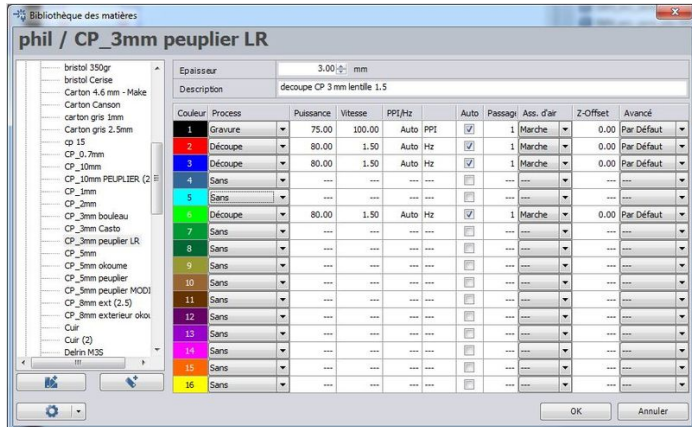 Bibliothèque des matières
phil / CP_3mm peuplier LR
bristol 350gr
bristol Cerise
Carton 4.6 mm - Make
Carton Canson
carton gris 1mm
Carton gris 2.5mm
cp 15
CP_0.7mm
CP_10mm
CP_10mm PEUPLIER (2
CP_1mm
CP_2mm
CP_3mm bouleau
CP_3mm Casto
CP_3mm peuplier LR
CP_5mm
CP_5mm okoume
CP_5mm peuplier
CP_5mm peuplier MODI
CP_8mm ext (2.5)
CP_8mm exterieur okou
Cuir
Cuir (2)
Delrin M3S
Epaisseur 3.00 mm
Description decoupe CP 3 mm lentille 1.5
Couleur Process Puissance Vitesse PPI/Hz Auto Passage Ass. d'air Z-Offset Avancé
1 Gravure 75.00 100.00 Auto PPI 1 Marche 0.00 Par Défaut
2 Découpe 80.00 1.50 Auto Hz 1 Marche 0.00 Par Défaut
3 Découpe 80.00 1.50 Auto Hz 1 Marche 0.00 Par Défaut
4 Sans --- --- --- --- --- --- --- ---
5 Sans --- --- --- --- --- --- --- ---
6 Découpe 80.00 1.50 Auto Hz 1 Marche 0.00 Par Défaut
7 Sans --- --- --- --- --- --- --- ---
8 Sans --- --- --- --- --- --- --- ---
9 Sans --- --- --- --- --- --- --- ---
10 Sans --- --- --- --- --- --- --- ---
11 Sans --- --- --- --- --- --- --- ---
12 Sans --- --- --- --- --- --- --- ---
13 Sans --- --- --- --- --- --- --- ---
14 Sans --- --- --- --- --- --- --- ---
15 Sans --- --- --- --- --- --- --- ---
16 Sans --- --- --- --- --- --- --- ---
OK Annuler